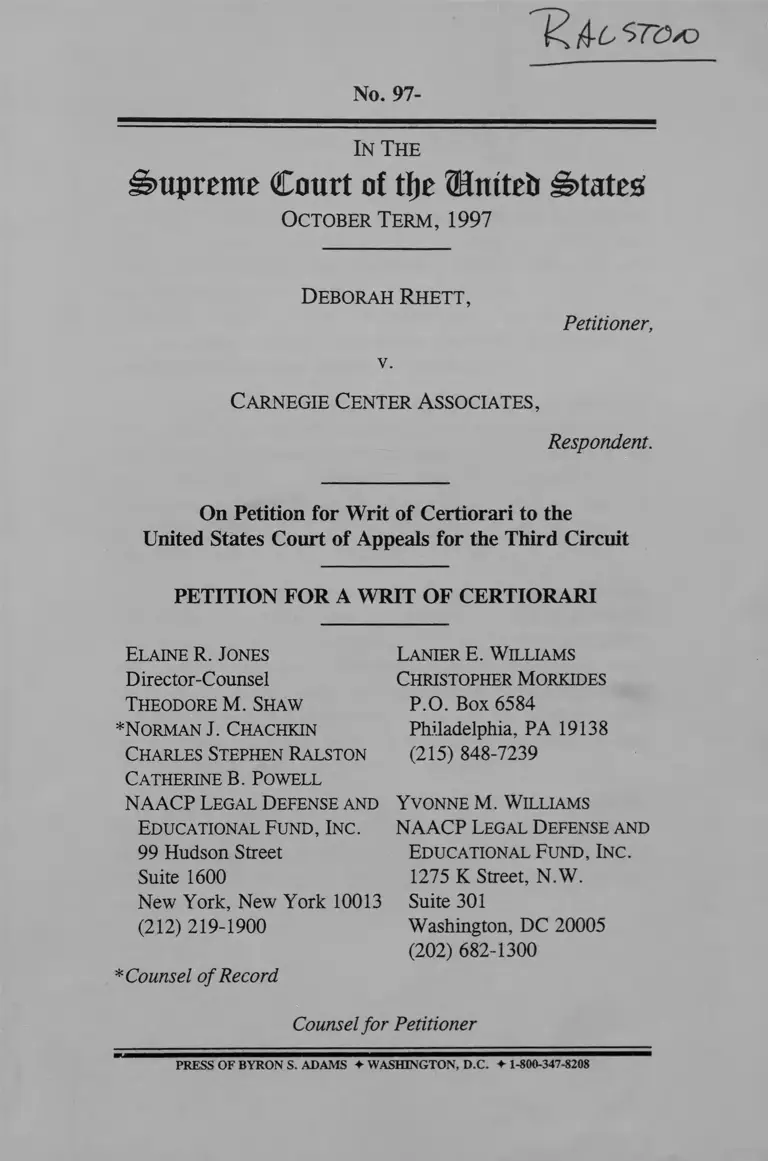 RALSTON
No. 97-
IN THE
Supreme Court of the United States
OCTOBER TERM, 1997
DEBORAH RHETT,
Petitioner,
v.
CARNEGIE CENTER ASSOCIATES,
Respondent.
On Petition for Writ of Certiorari to the
United States Court of Appeals for the Third Circuit
PETITION FOR A WRIT OF CERTIORARI
ELAINE R. JONES
Director-Counsel
THEODORE M. SHAW
*NORMAN J. CHACHKIN
CHARLES STEPHEN RALSTON
CATHERINE B. POWELL
NAACP LEGAL DEFENSE AND
EDUCATIONAL FUND, INC.
99 Hudson Street
Suite 1600
New York, New York 10013
(212) 219-1900
*Counsel of Record
LANIER E. WILLIAMS
CHRISTOPHER MORKIDES
P.O. Box 6584
Philadelphia, PA 19138
(215) 848-7239
YVONNE M. WILLIAMS
NAACP LEGAL DEFENSE AND
EDUCATIONAL FUND, INC.
1275 K Street, N.W.
Suite 301
Washington, DC 20005
(202) 682-1300
Counsel for Petitioner
PRESS OF BYRON S. ADAMS ✦ WASHINGTON, D.C. ✦ 1-800-347-8208